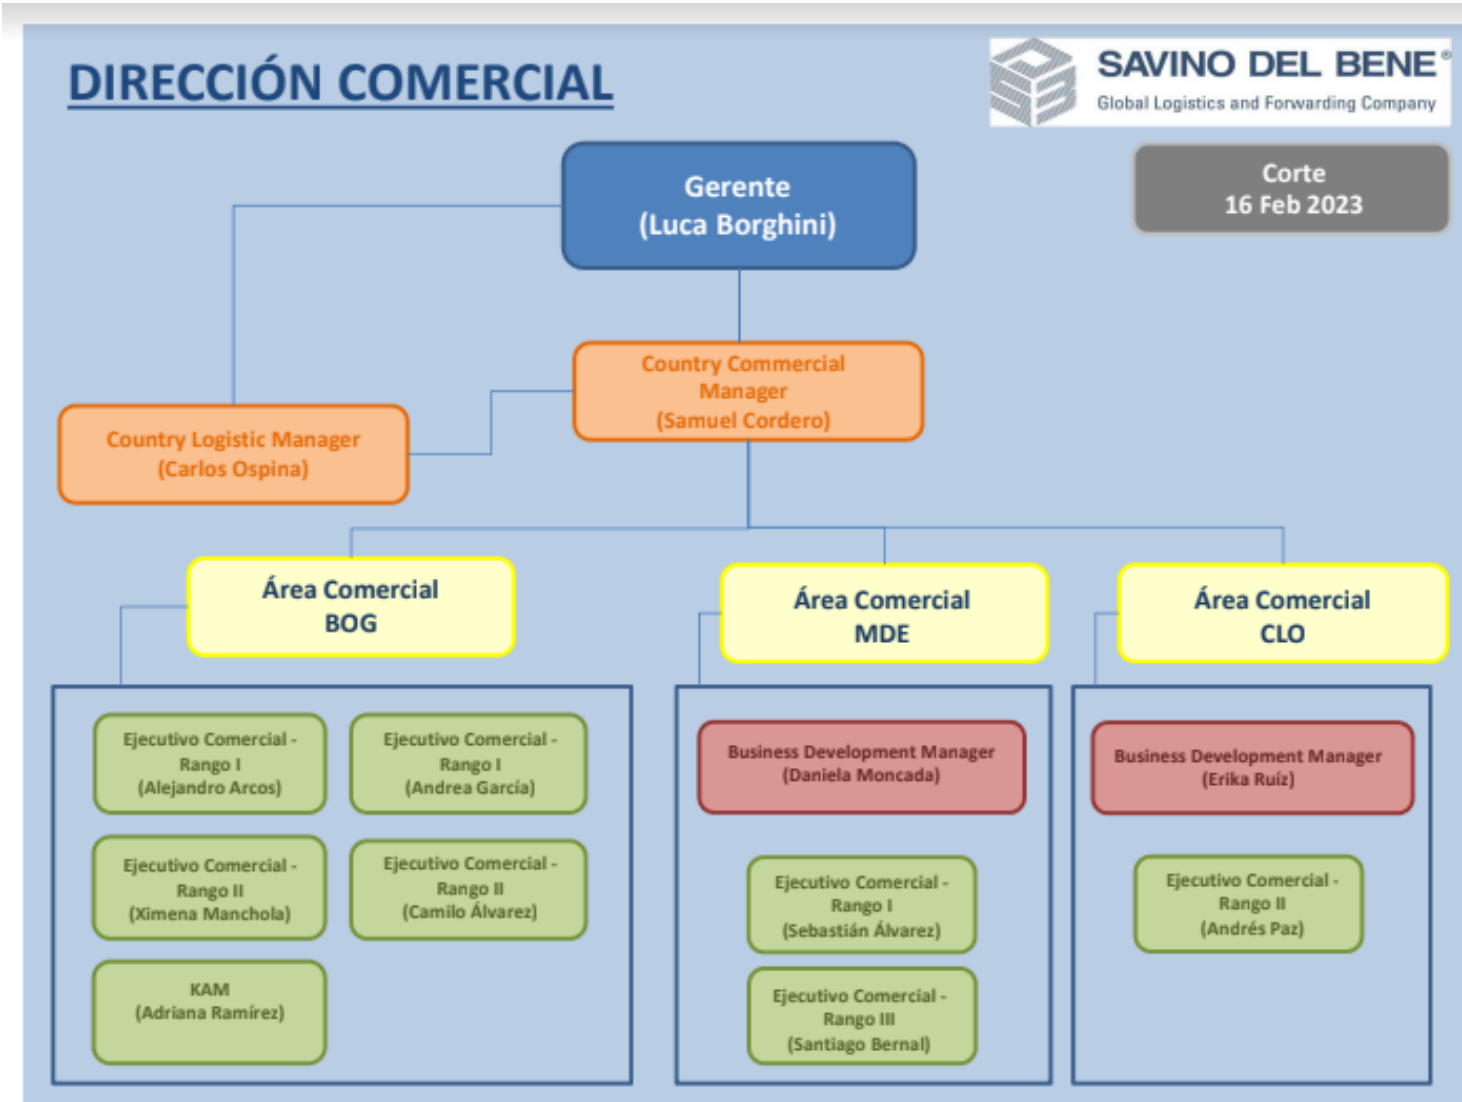 DIRECCIÓN COMERCIAL
SAVINO DEL BENE®
Global Logistics and Forwarding Company
Corte
16 Feb 2023
Gerente
(Luca Borghini)
Country Commercial
Manager
(Samuel Cordero)
Country Logistic Manager
(Carlos Ospina)
Área Comercial
BOG
Área Comercial
MDE
Área Comercial
CLO
Ejecutivo Comercial -
Rango I
(Alejandro Arcos)
Ejecutivo Comercial -
Rango I
(Andrea García)
Ejecutivo Comercial -
Rango II
(Ximena Manchola)
Ejecutivo Comercial -
Rango II
(Camilo Álvarez)
KAM
(Adriana Ramírez)
Business Development Manager
(Daniela Moncada)
Ejecutivo Comercial -
Rango I
(Sebastián Álvarez)
Ejecutivo Comercial -
Rango III
(Santiago Bernal)
Business Development Manager
(Erika Ruíz)
Ejecutivo Comercial -
Rango II
(Andrés Paz)